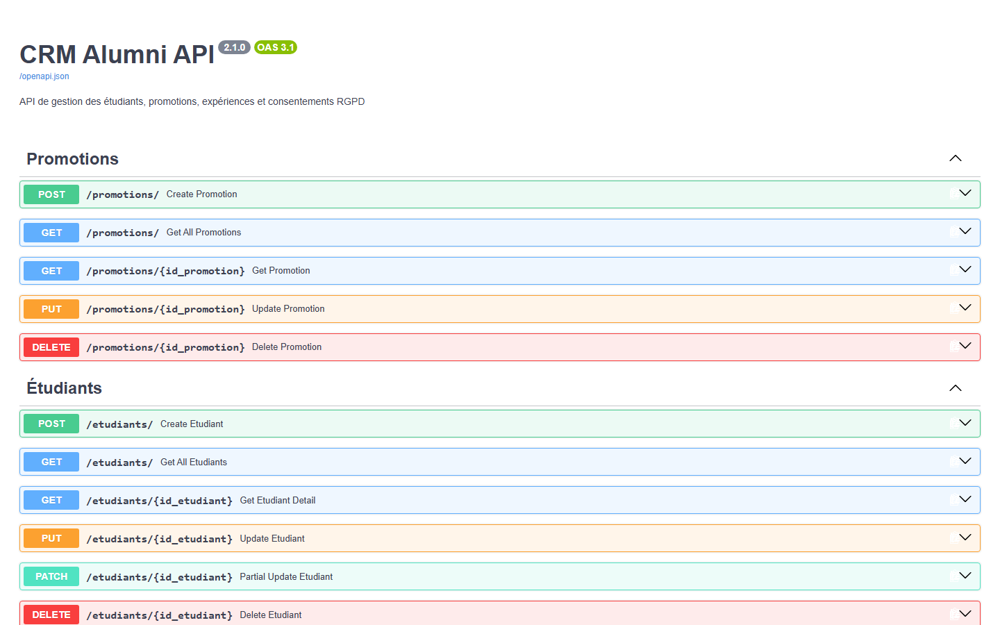 CRM Alumni API 2.1.0 OAS 3.1
/openapi.json
API de gestion des étudiants, promotions, expériences et consentements RGPD
Promotions
POST /promotions/ Create Promotion
GET /promotions/ Get All Promotions
GET /promotions/{id_promotion} Get Promotion
PUT /promotions/{id_promotion} Update Promotion
DELETE /promotions/{id_promotion} Delete Promotion
Étudiants
POST /etudiants/ Create Etudiant
GET /etudiants/ Get All Etudiants
GET /etudiants/{id_etudiant} Get Etudiant Detail
PUT /etudiants/{id_etudiant} Update Etudiant
PATCH /etudiants/{id_etudiant} Partial Update Etudiant
DELETE /etudiants/{id_etudiant} Delete Etudiant